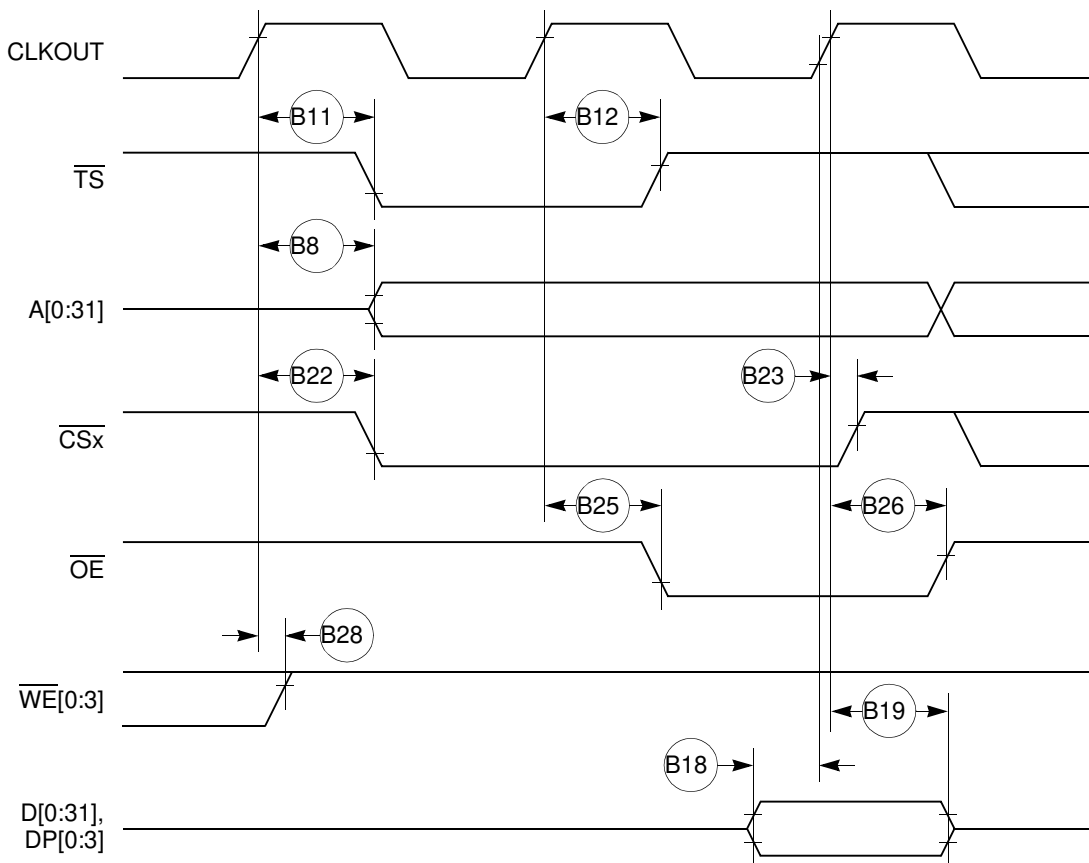 CLKOUT
B11
B12
TS
B8
A[0:31]
B22
B23
CSx
B25
B26
OE
B28
WE[0:3]
B19
B18
D[0:31],
DP[0:3]